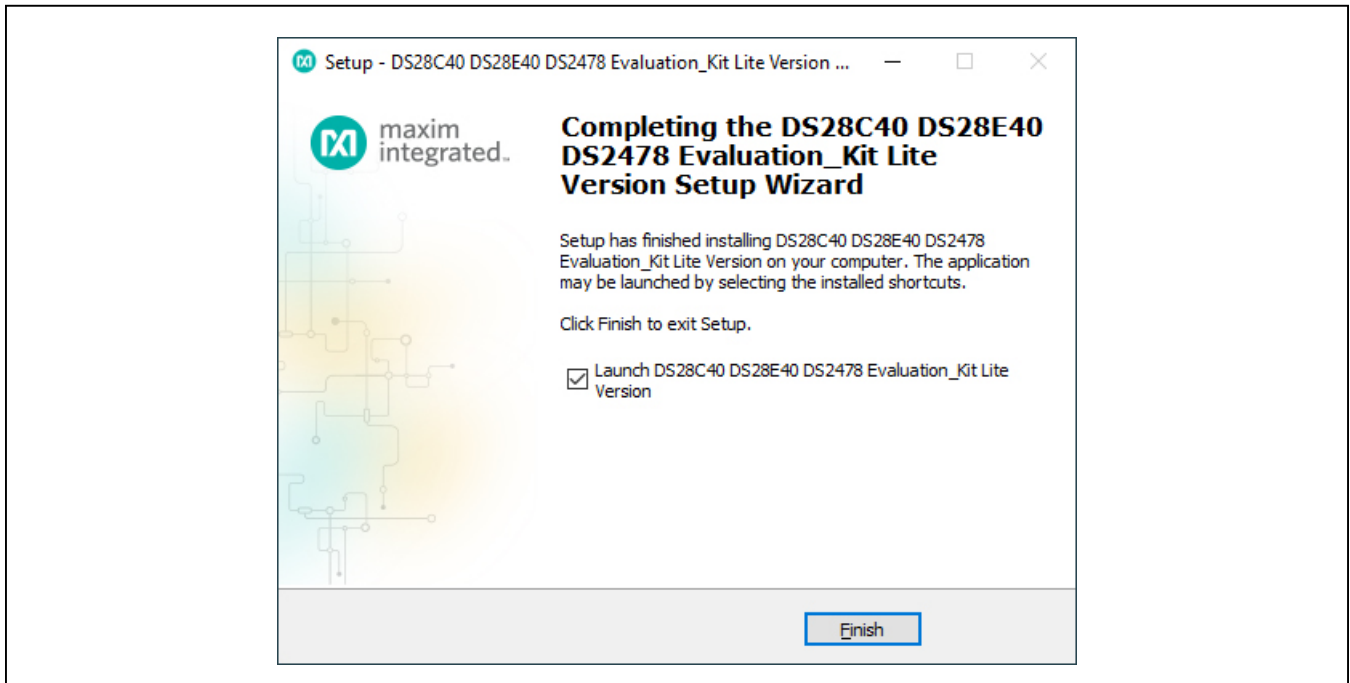 Setup - DS28C40 DS28E40 DS2478 Evaluation_Kit Lite Version ...
maxim
integrated™
Completing the DS28C40 DS28E40
DS2478 Evaluation_Kit Lite
Version Setup Wizard
Setup has finished installing DS28C40 DS28E40 DS2478
Evaluation_Kit Lite Version on your computer. The application
may be launched by selecting the installed shortcuts.
Click Finish to exit Setup.
Launch DS28C40 DS28E40 DS2478 Evaluation_Kit Lite
Version
Finish